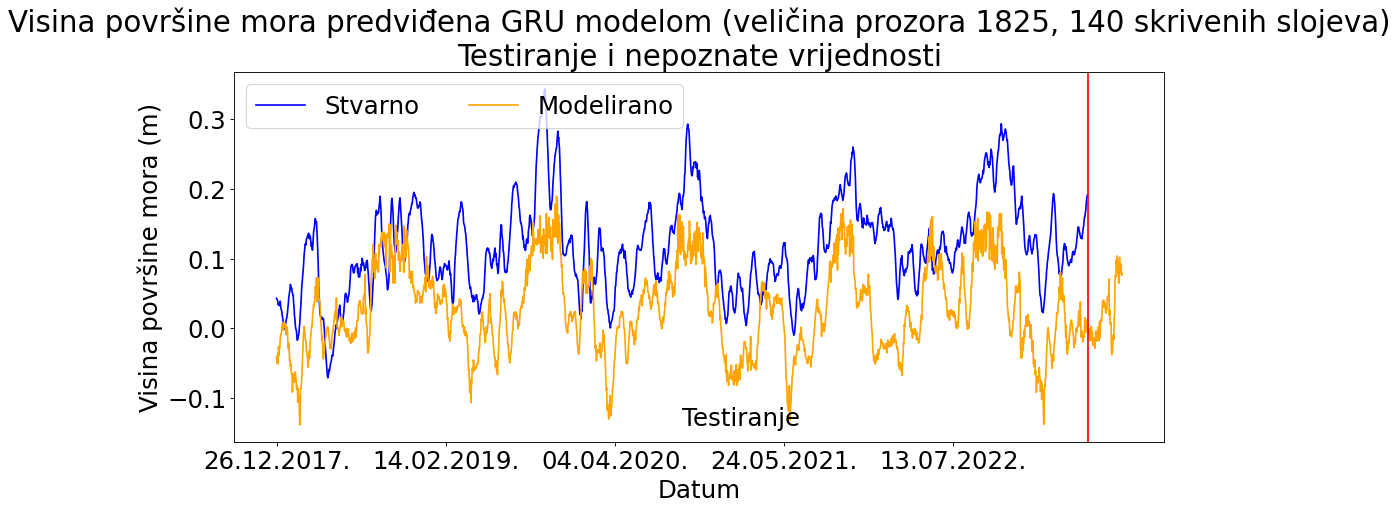 Visina površine mora predviđena GRU modelom (veličina prozora 1825, 140 skrivenih slojeva)
Testiranje i nepoznate vrijednosti
Stvarno
Modelirano
Visina površine mora (m)
0.3
0.2
0.1
0.0
−0.1
Testiranje
26.12.2017.
14.02.2019.
04.04.2020.
24.05.2021.
13.07.2022.
Datum